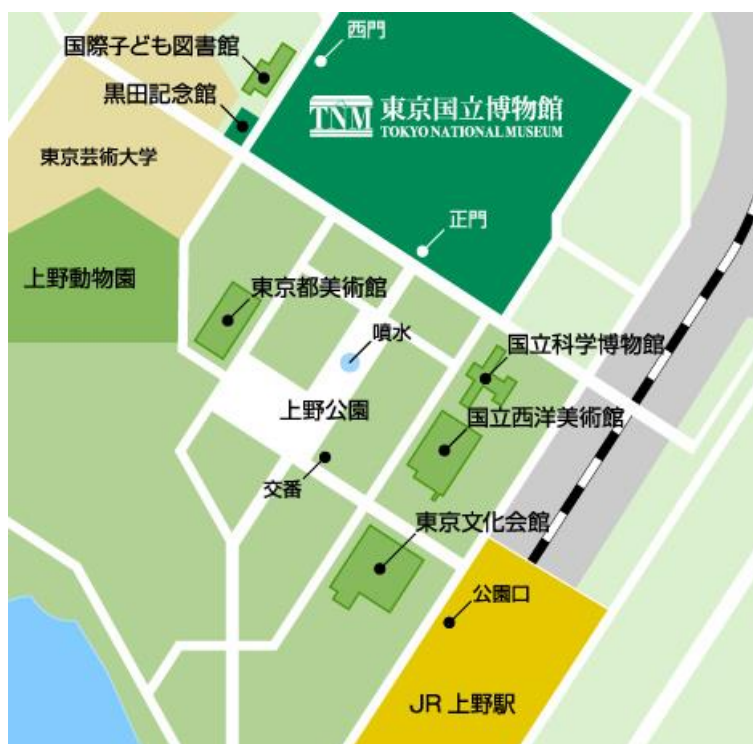 西門
国際子ども図書館
黒田記念館
TNM 東京国立博物館
TOKYO NATIONAL MUSEUM
東京芸術大学
正門
上野動物園
東京都美術館
噴水
国立科学博物館
上野公園
国立西洋美術館
交番
東京文化会館
公園口
JR 上野駅